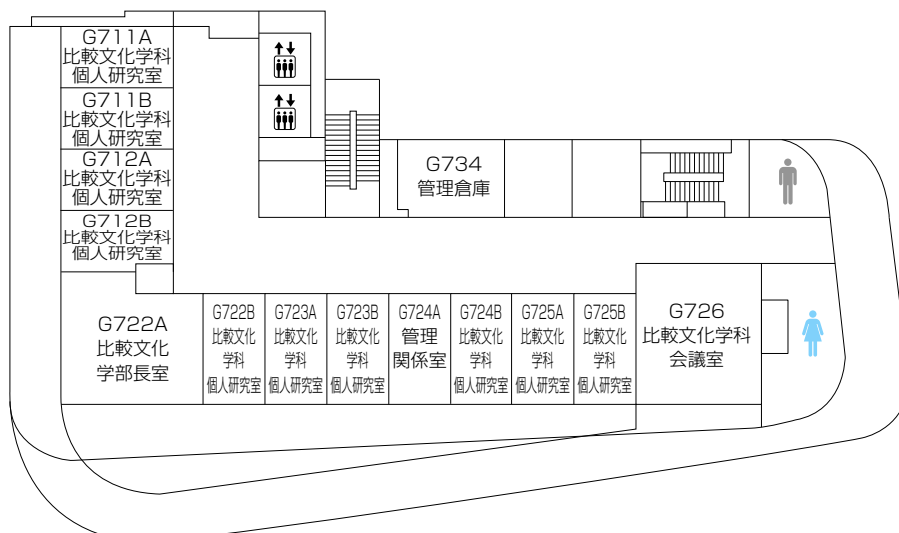 G711A
比較文化学科
個人研究室
G711B
比較文化学科
個人研究室
G712A
比較文化学科
個人研究室
G712B
比較文化学科
個人研究室
G734
管理倉庫
G722A
比較文化
学部長室
G722B
比較文化
学科
個人研究室
G723A
比較文化
学科
個人研究室
G723B
比較文化
学科
個人研究室
G724A
管理
関係室
G724B
比較文化
学科
個人研究室
G725A
比較文化
学科
個人研究室
G725B
比較文化
学科
個人研究室
G726
比較文化学科
会議室